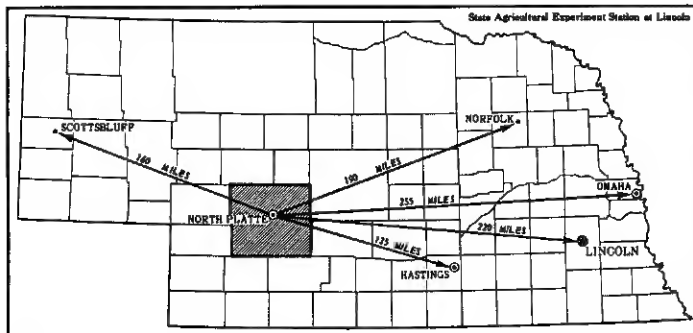 State Agricultural Experiment Station at Lincoln
SCOTTSBLUFF
160 MILES
NORFOLK
190 MILES
OMAHA
255 MILES
NORTH PLATTE
220 MILES
LINCOLN
135 MILES
HASTINGS